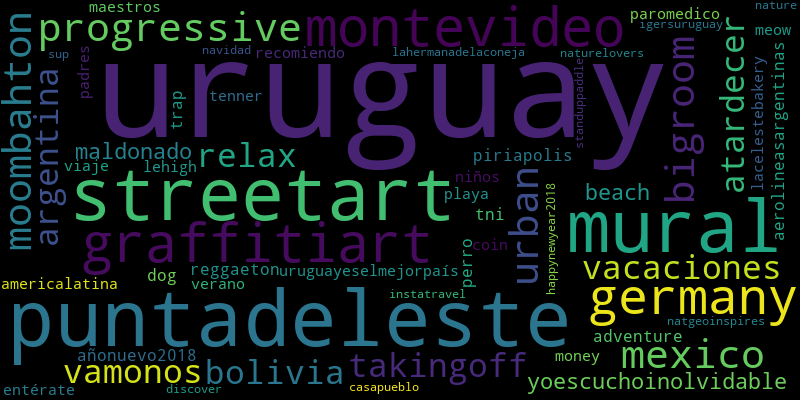 maestros
paromedico
nature
igersuruguay
progressive
montevideo
meow
moombahton
sup
padres
navidad
recomiendo
lahermanadelaconeja
naturelovers
uruguay
standuppaddle
bigroom
atardecer
lacelestebakery
aerolineasargentinas
argentina
trap
tenner
maldonado
relax
piriapolis
viaje
lehigh
niños
streetart
playa
urban
beach
tni
mural
graffitiart
coin
perro
happynewyear2018
vacaciones
dog
reggaeton
uruguayeselmejorpaís
americalatina
verano
germany
instatravel
puntadeleste
natgeoinspires
adventure
añonuevo2018
takingoff
money
mexico
vamonos
bolivia
yoescuchoinolvidable
entérate
discover
casapueblo